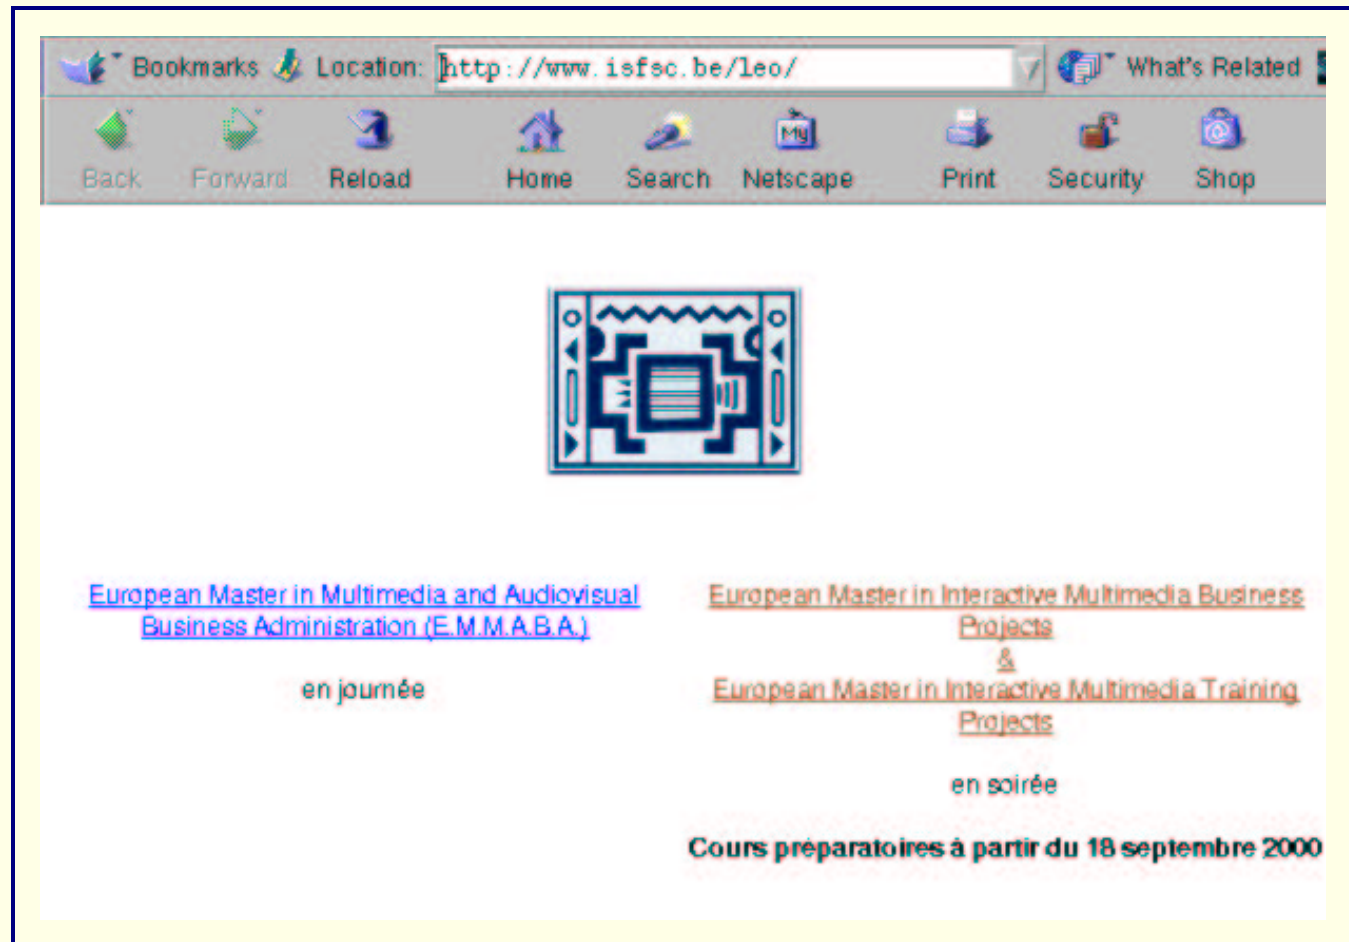 Bookmarks Location: http://www.isfsc.be/leo/ What's Related
Back Forward Reload Home Search My Netscape Print Security Shop
European Master in Multimedia and Audiovisual
Business Administration (E.M.M.A.B.A.)
en journée
European Master in Interactive Multimedia Business
Projects
&
European Master in Interactive Multimedia Training
Projects
en soirée
Cours préparatoires à partir du 18 septembre 2000